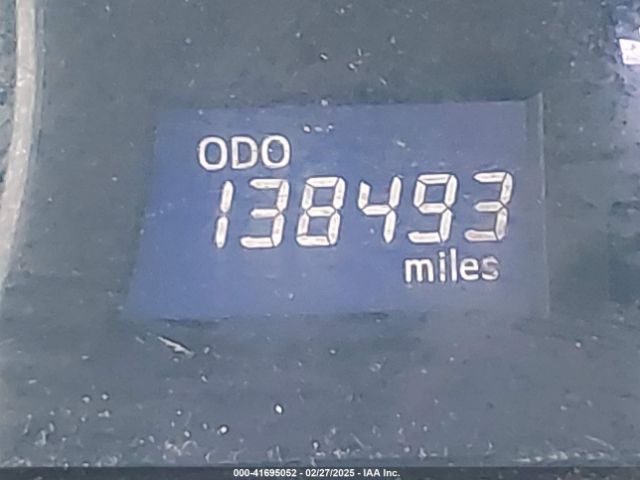 ODO
138493
miles
000-41695052 - 02/27/2025 - IAA Inc.